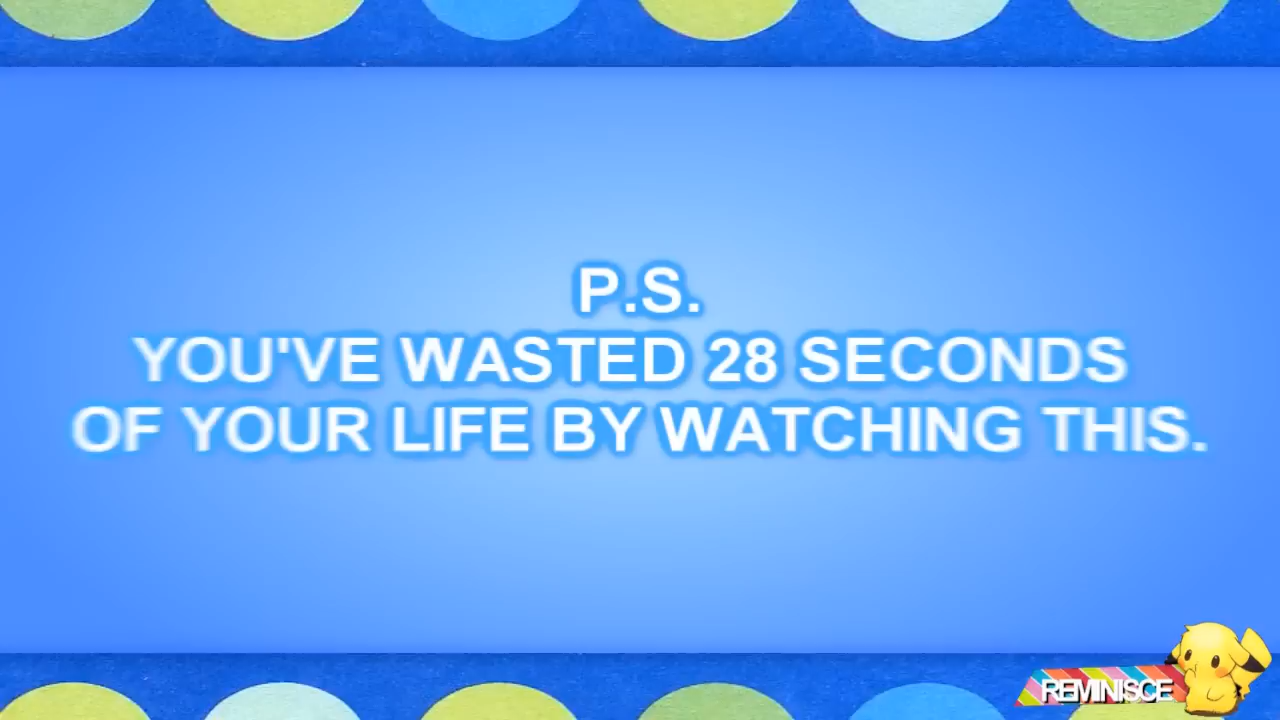 P.S.
YOU'VE WASTED 28 SECONDS
OF YOUR LIFE BY WATCHING THIS.
REMINISCE